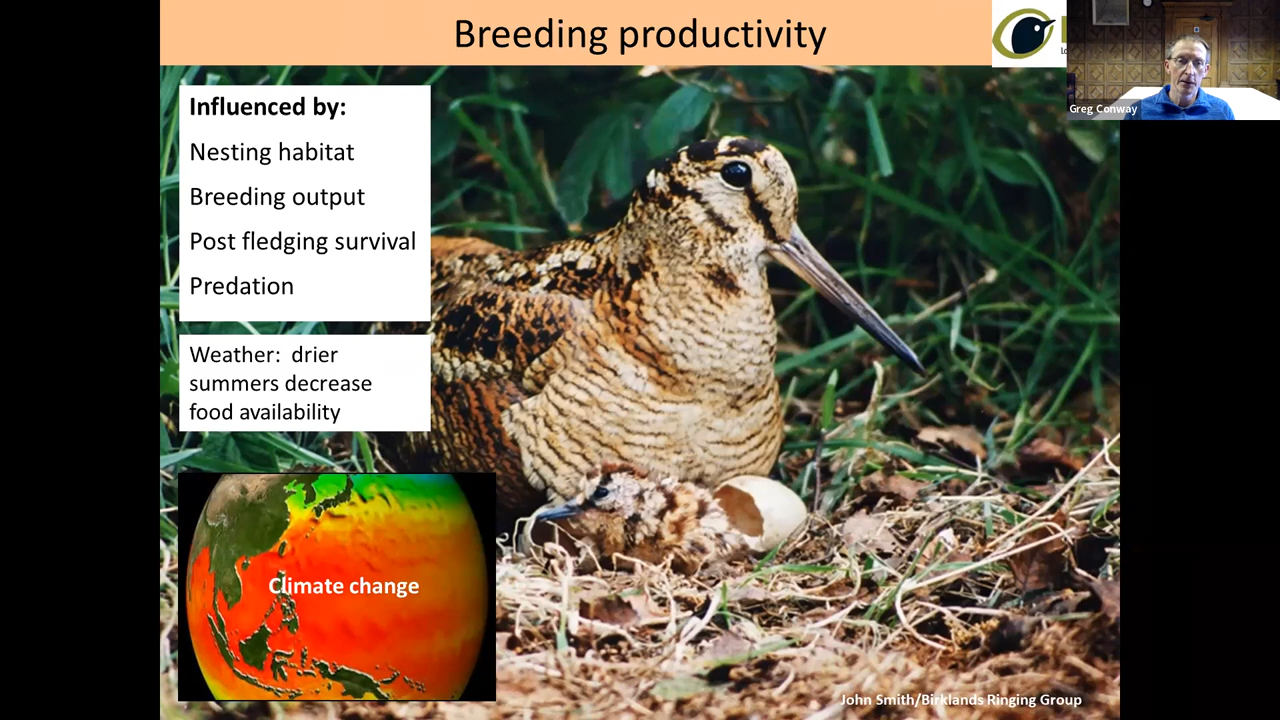 Breeding productivity
Greg Conway
Influenced by:
Nesting habitat
Breeding output
Post fledging survival
Predation
Weather: drier
summers decrease
food availability
Climate change
John Smith/Birklands Ringing Group